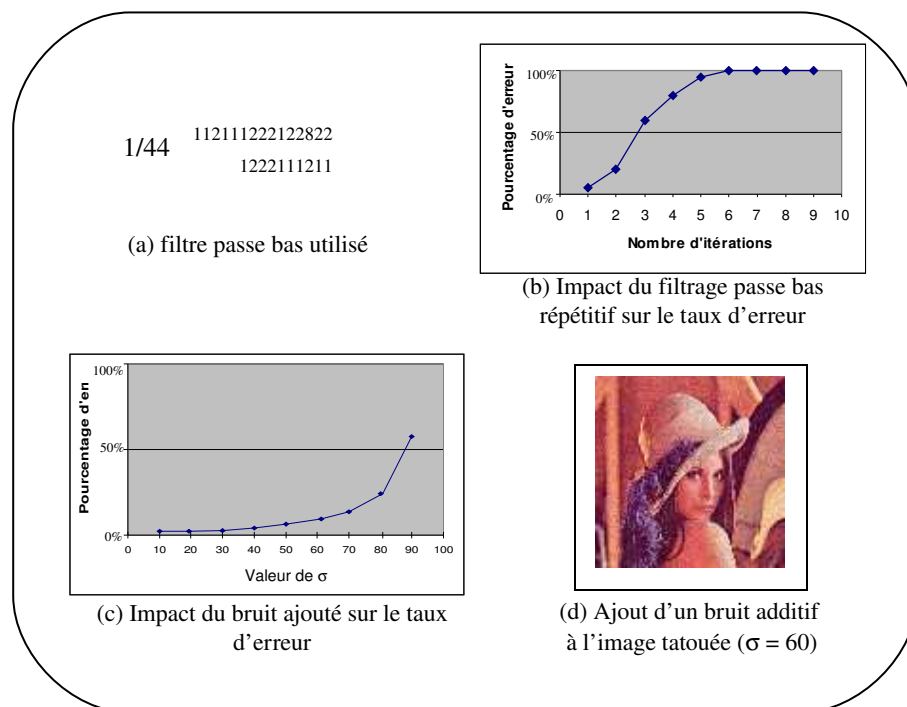 1/44 112111222122822
1222111211
(a) filtre passe bas utilisé
Pourcentage d'erreur
100%
50%
0%
0 1 2 3 4 5 6 7 8 9 10
Nombre d'itérations
(b) Impact du filtrage passe bas
répétitif sur le taux d'erreur
Pourcentage d'en
100%
50%
0%
0 10 20 30 40 50 60 70 80 90 100
Valeur de σ
(c) Impact du bruit ajouté sur le taux
d'erreur
(d) Ajout d'un bruit additif
à l'image tatouée (σ = 60)